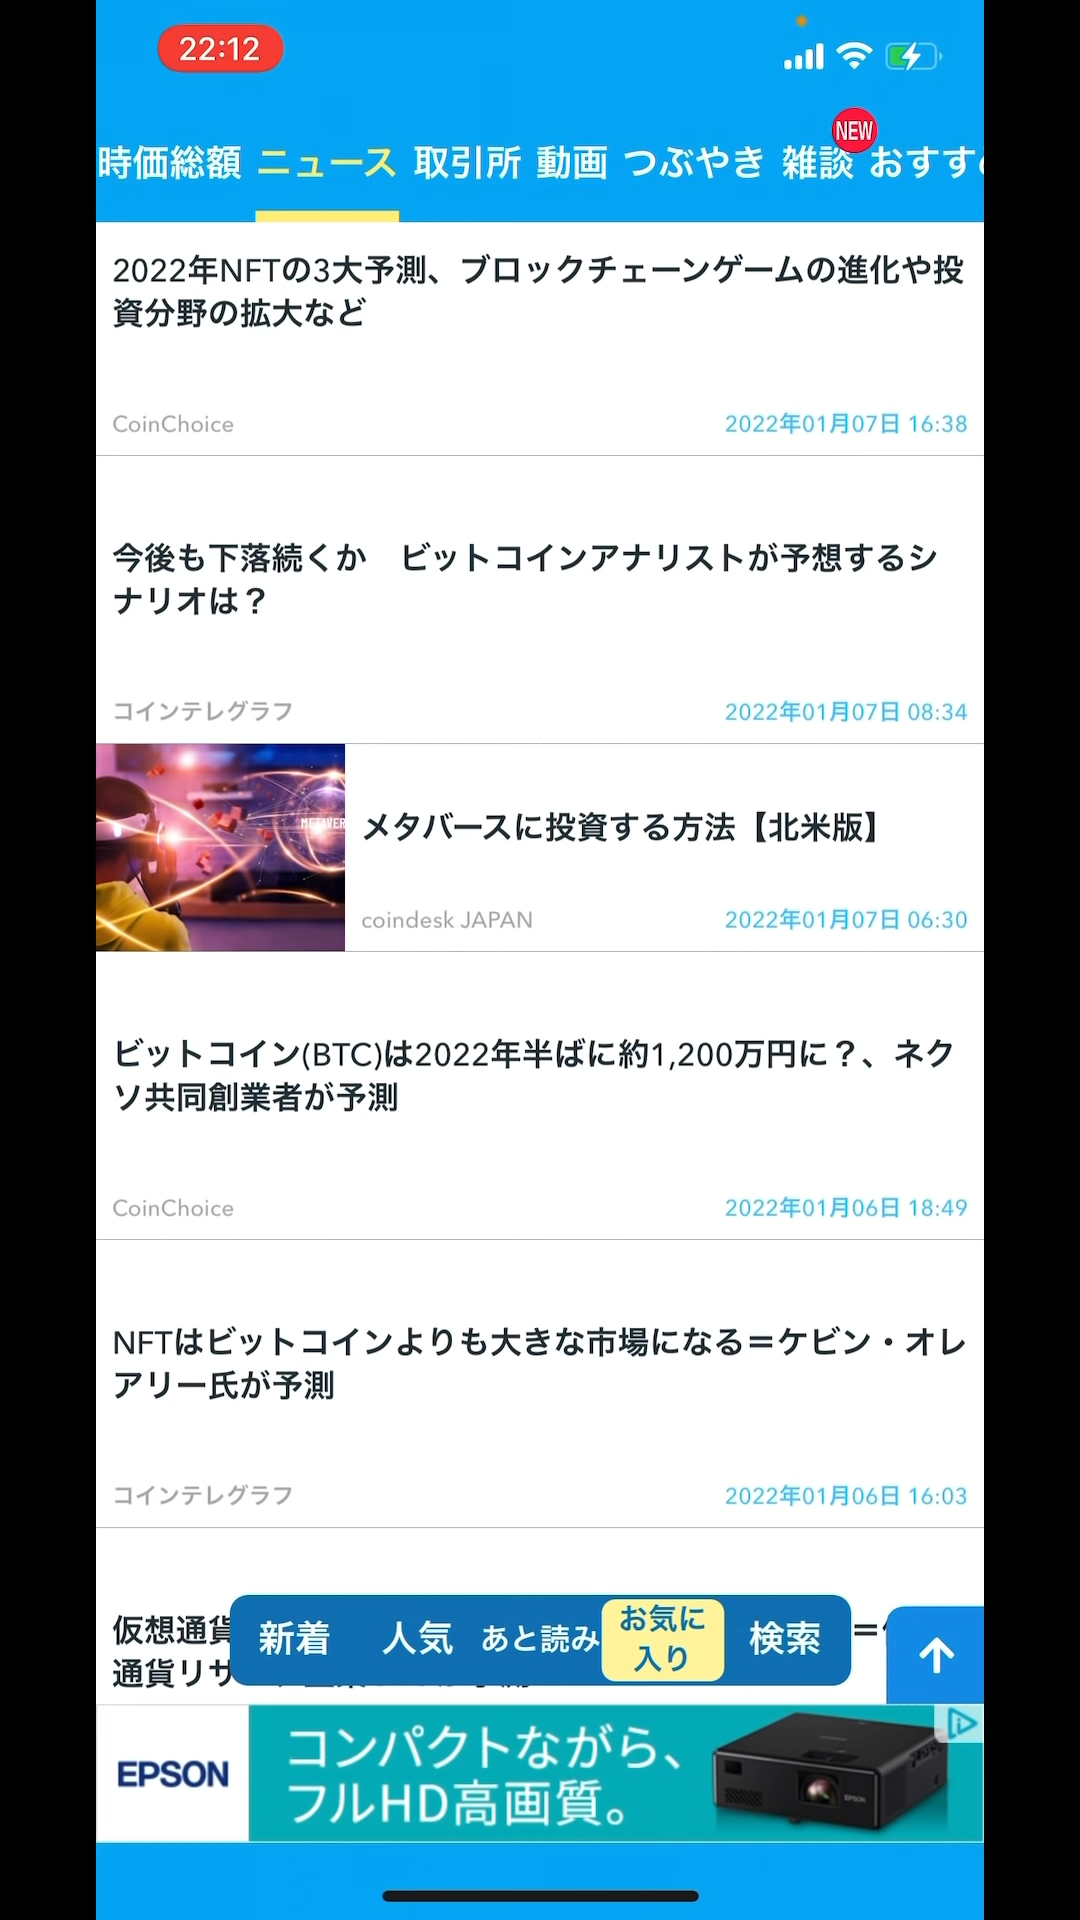 22:12
NEW
時価総額 ニュース 取引所 動画 つぶやき 雑談 おすす
2022年NFTの3大予測、ブロックチェーンゲームの進化や投
資分野の拡大など
CoinChoice 2022年01月07日 16:38
今後も下落続くか　ビットコインアナリストが予想するシ
ナリオは？
コインテレグラフ 2022年01月07日 08:34
METAVER
メタバースに投資する方法【北米版】
coindesk JAPAN 2022年01月07日 06:30
ビットコイン(BTC)は2022年半ばに約1,200万円に？、ネク
ソ共同創業者が予測
CoinChoice 2022年01月06日 18:49
NFTはビットコインよりも大きな市場になる＝ケビン・オレ
アリー氏が予測
コインテレグラフ 2022年01月06日 16:03
仮想通貨 ＝
通貨リサ
新着 人気 あと読み お気に
入り 検索
EPSON
コンパクトながら、
フルHD高画質。
EPSON